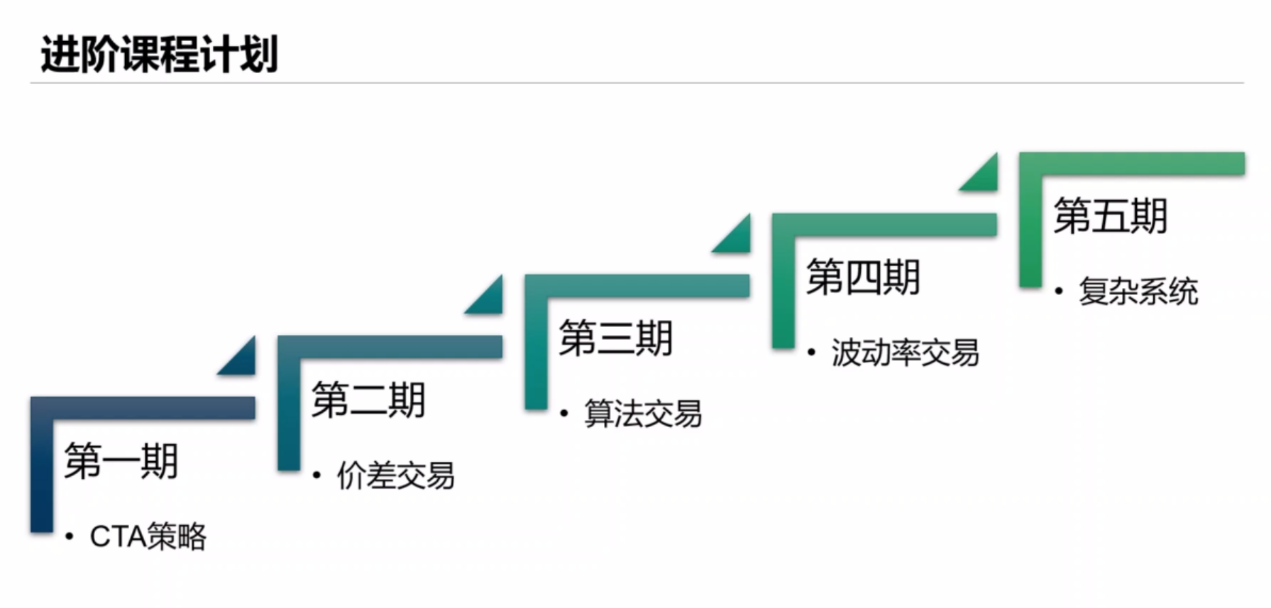 进阶课程计划
第一期
• CTA策略
第二期
• 价差交易
第三期
• 算法交易
第四期
• 波动率交易
第五期
• 复杂系统